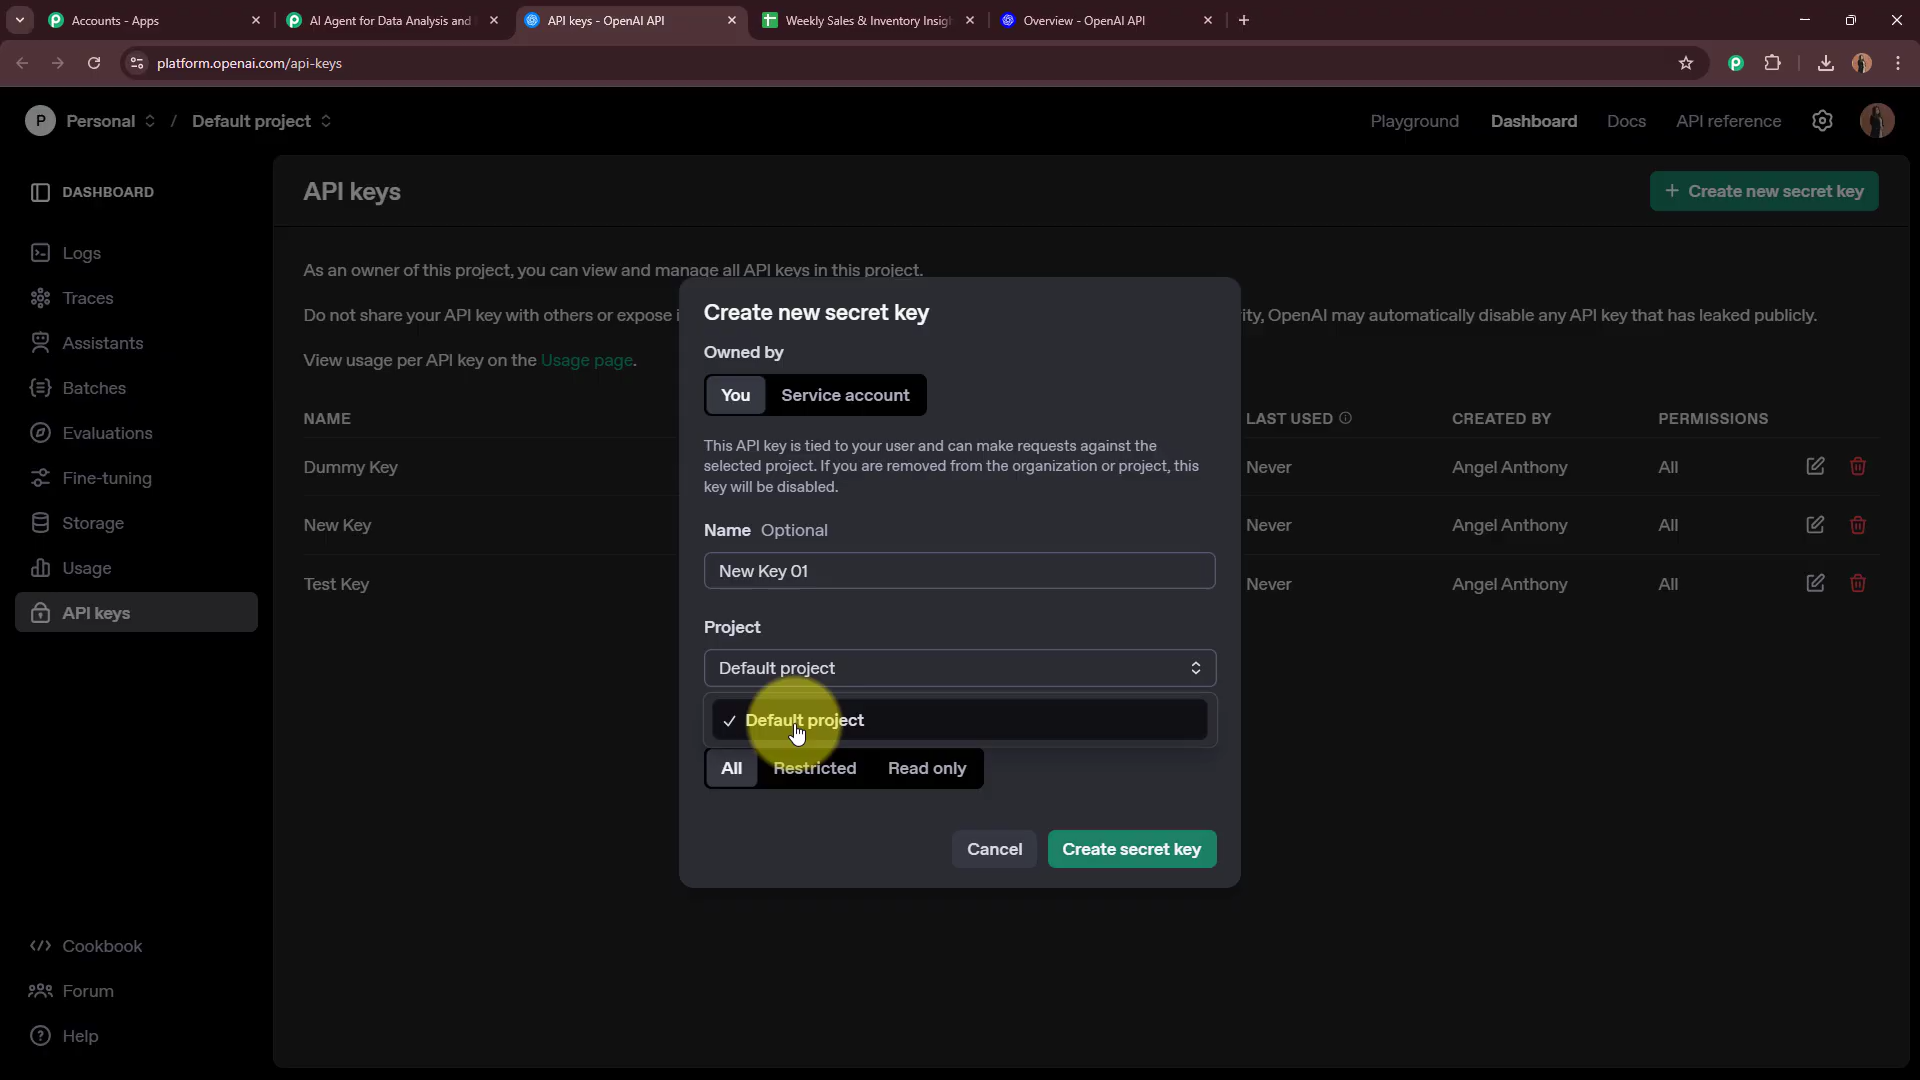 Accounts - Apps
AI Agent for Data Analysis and
API keys - OpenAI API
Weekly Sales & Inventory Insig
Overview - OpenAI API
platform.openai.com/api-keys
P Personal / Default project
Playground Dashboard Docs API reference
DASHBOARD
Logs
Traces
Assistants
Batches
Evaluations
Fine-tuning
Storage
Usage
API keys
Cookbook
Forum
Help
API keys
+ Create new secret key
As an owner of this project, you can view and manage all API keys in this project.
Do not share your API key with others or expose i
ity, OpenAI may automatically disable any API key that has leaked publicly.
View usage per API key on the Usage page.
NAME LAST USED CREATED BY PERMISSIONS
Dummy Key Never Angel Anthony All
New Key Never Angel Anthony All
Test Key Never Angel Anthony All
Create new secret key
Owned by
You Service account
This API key is tied to your user and can make requests against the
selected project. If you are removed from the organization or project, this
key will be disabled.
Name Optional
New Key 01
Project
Default project
Default project
All Restricted Read only
Cancel Create secret key